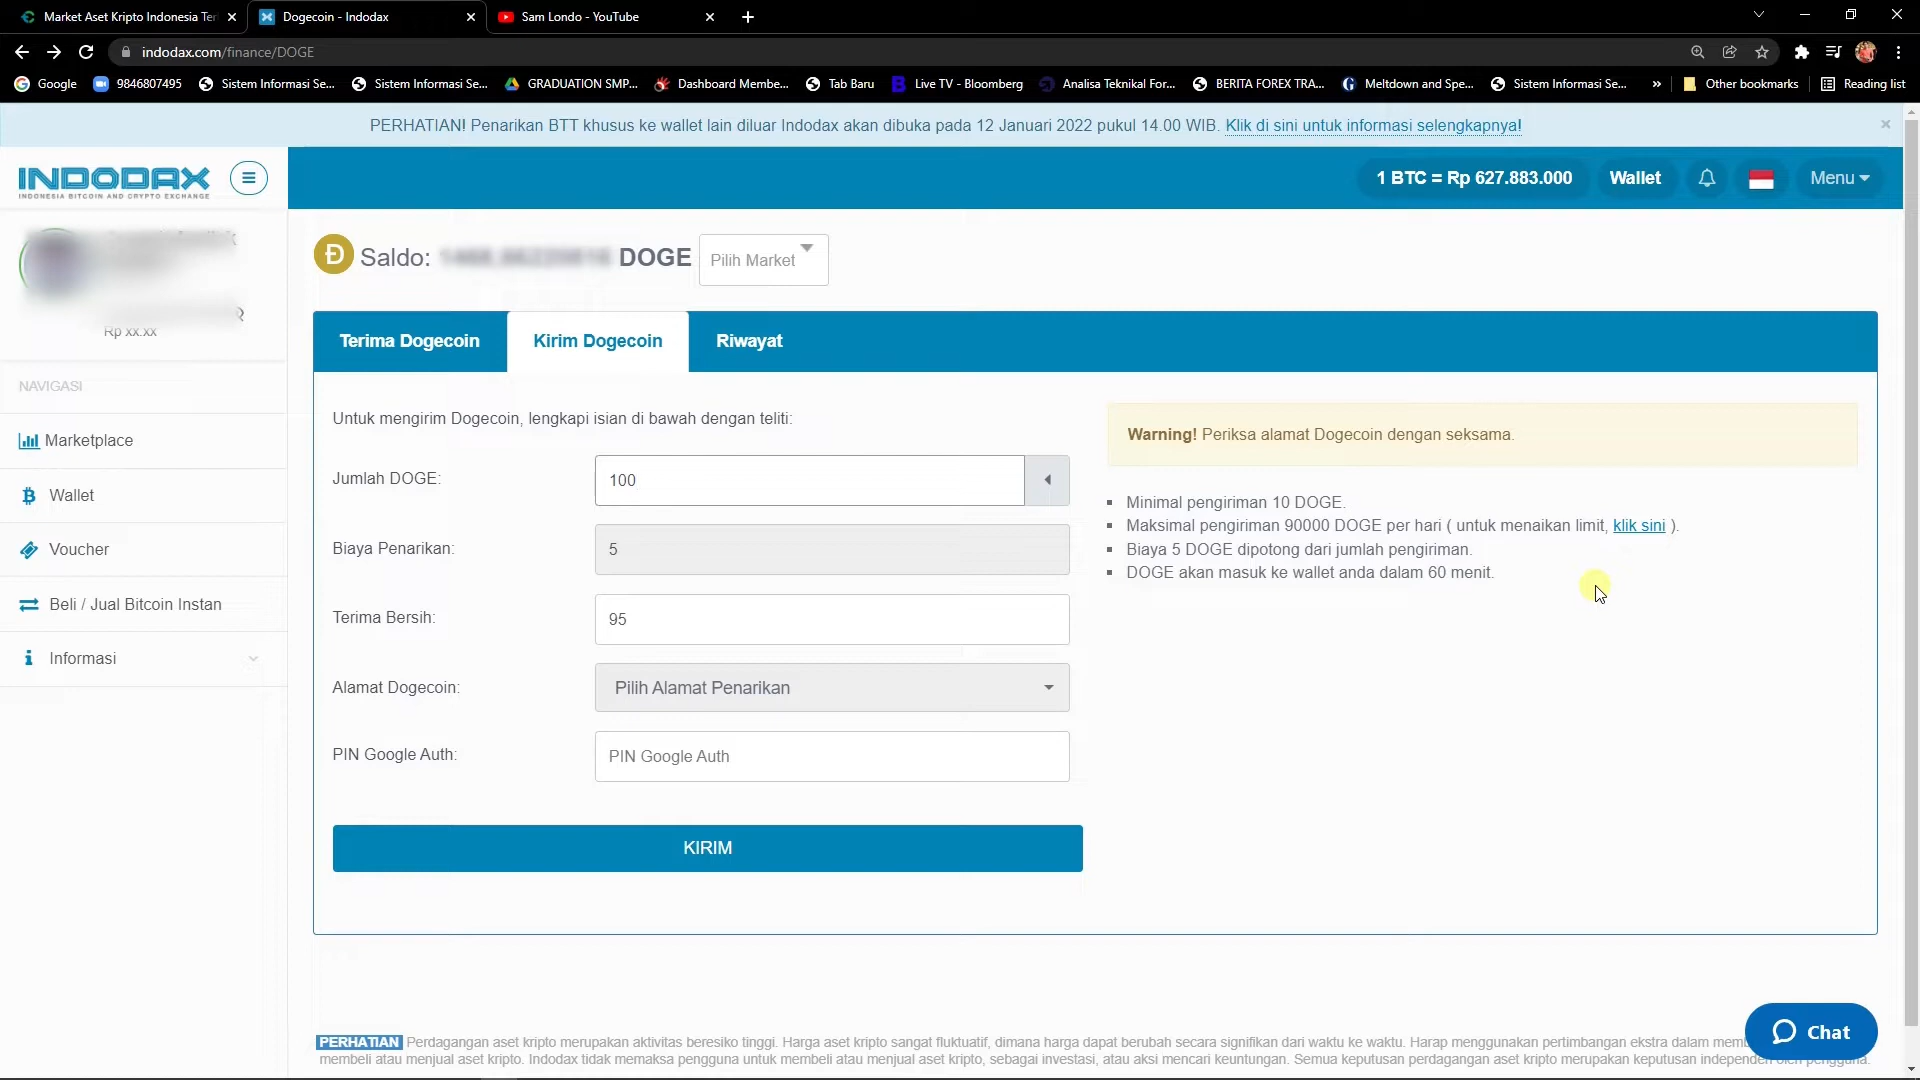 Market Aset Kripto Indonesia Ter
Dogecoin - Indodax
Sam Londo - YouTube
indodax.com/finance/DOGE
Google
9846807495
Sistem Informasi Se...
Sistem Informasi Se...
GRADUATION SMP...
Dashboard Membe...
Tab Baru
Live TV - Bloomberg
Analisa Teknikal For...
BERITA FOREX TRA...
Meltdown and Spe...
Sistem Informasi Se...
»
Other bookmarks
Reading list
PERHATIAN! Penarikan BTT khusus ke wallet lain diluar Indodax akan dibuka pada 12 Januari 2022 pukul 14.00 WIB. Klik di sini untuk informasi selengkapnya!
INDODAX
INDONESIA BITCOIN AND CRYPTO EXCHANGE
1 BTC = Rp 627.883.000
Wallet
Menu
Rp xx.xx
NAVIGASI
Marketplace
Wallet
Voucher
Beli / Jual Bitcoin Instan
Informasi
Saldo: DOGE
Pilih Market
Terima Dogecoin
Kirim Dogecoin
Riwayat
Untuk mengirim Dogecoin, lengkapi isian di bawah dengan teliti:
Jumlah DOGE:
100
Biaya Penarikan:
5
Terima Bersih:
95
Alamat Dogecoin:
Pilih Alamat Penarikan
PIN Google Auth:
PIN Google Auth
KIRIM
Warning! Periksa alamat Dogecoin dengan seksama.
Minimal pengiriman 10 DOGE.
Maksimal pengiriman 90000 DOGE per hari ( untuk menaikan limit, klik sini ).
Biaya 5 DOGE dipotong dari jumlah pengiriman.
DOGE akan masuk ke wallet anda dalam 60 menit.
PERHATIAN Perdagangan aset kripto merupakan aktivitas beresiko tinggi. Harga aset kripto sangat fluktuatif, dimana harga dapat berubah secara signifikan dari waktu ke waktu. Harap menggunakan pertimbangan ekstra dalam
membeli atau menjual aset kripto. Indodax tidak memaksa pengguna untuk membeli atau menjual aset kripto, sebagai investasi, atau aksi mencari keuntungan. Semua keputusan perdagangan aset kripto merupakan keputusan independen oleh pengguna.
Chat